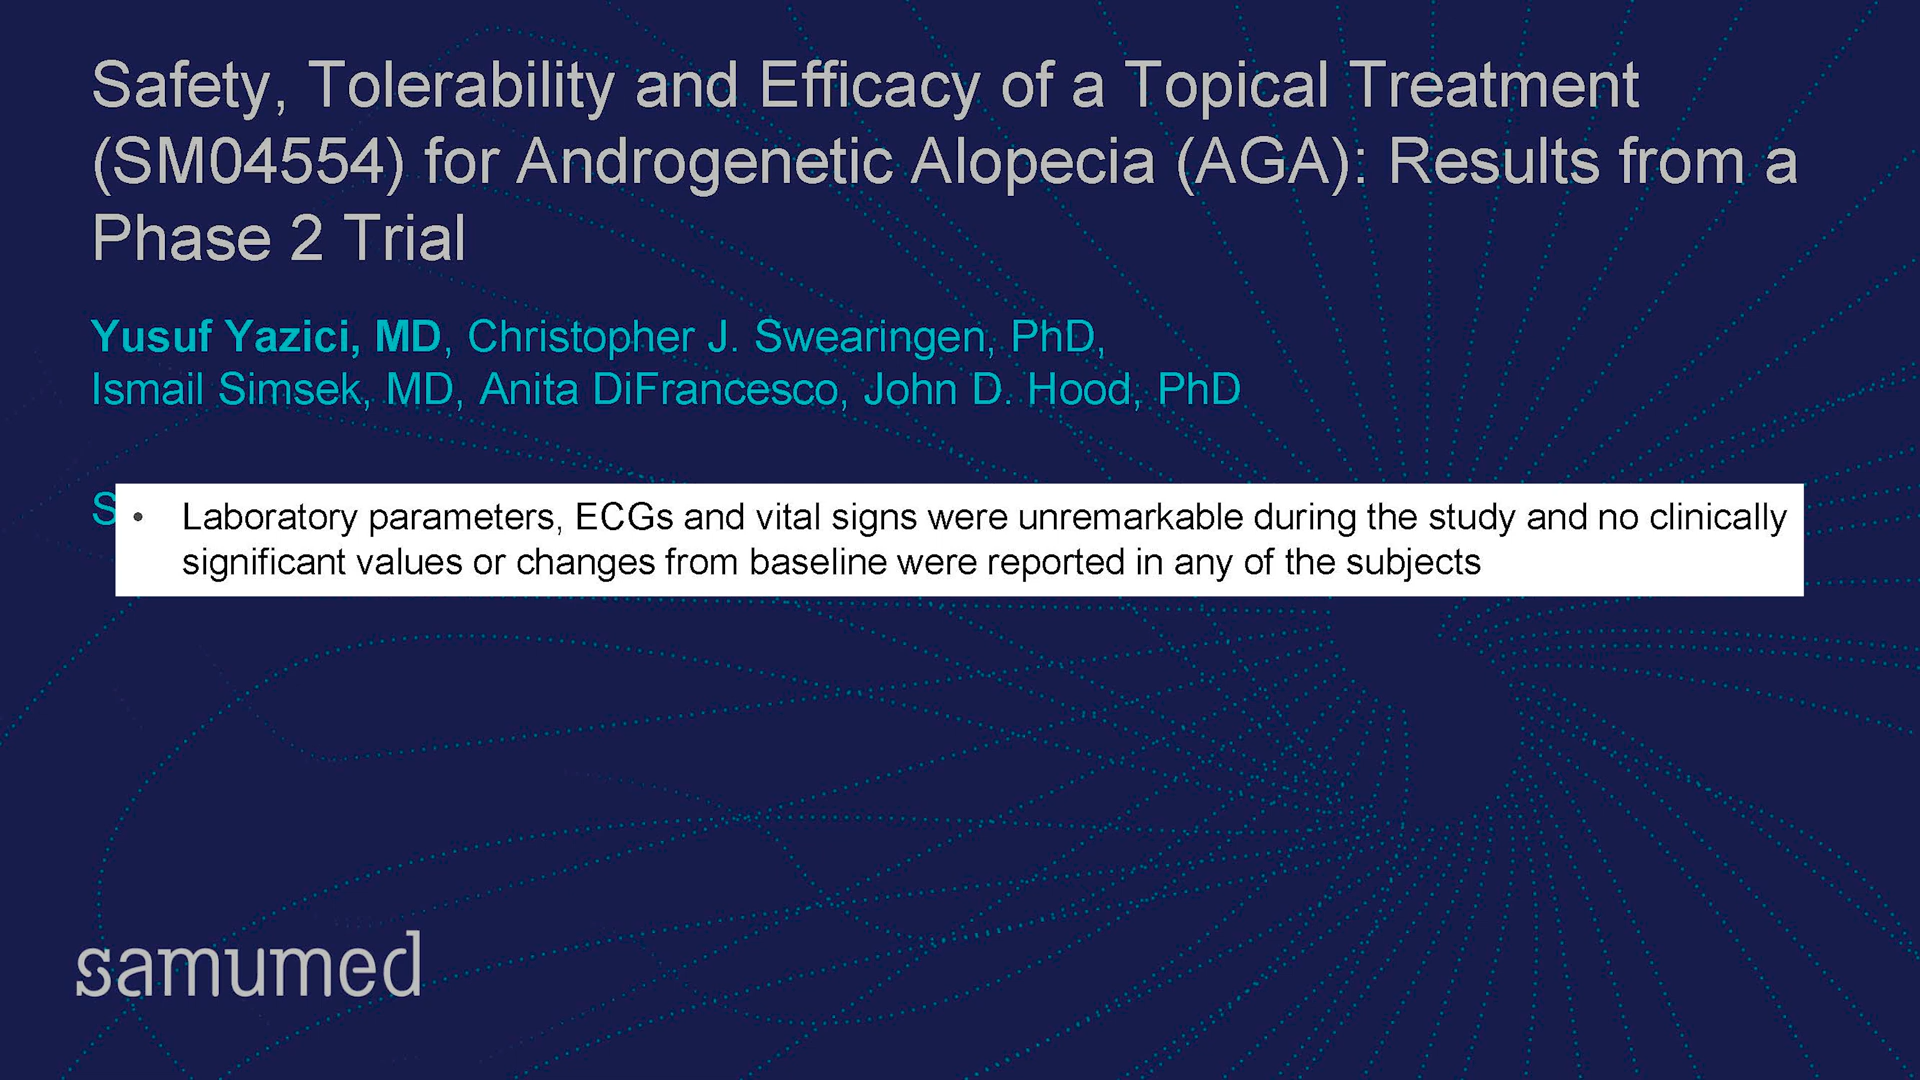 Safety, Tolerability and Efficacy of a Topical Treatment
(SM04554) for Androgenetic Alopecia (AGA): Results from a
Phase 2 Trial
Yusuf Yazici, MD, Christopher J. Swearingen, PhD,
Ismail Simsek, MD, Anita DiFrancesco, John D. Hood, PhD
S
• Laboratory parameters, ECGs and vital signs were unremarkable during the study and no clinically
significant values or changes from baseline were reported in any of the subjects
samumed